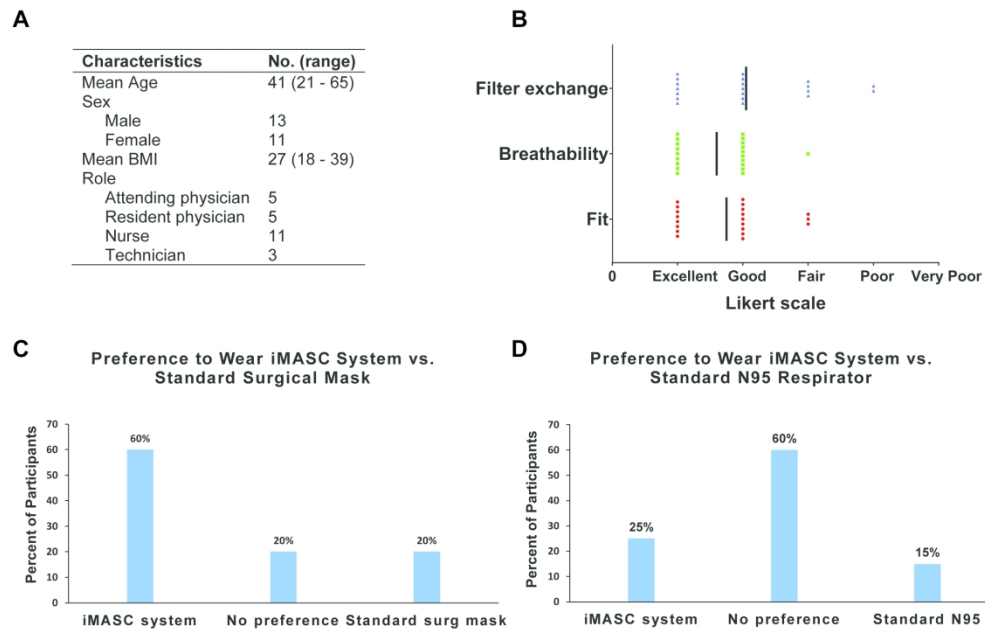 A
Characteristics No. (range)
Mean Age 41 (21 - 65)
Sex
Male 13
Female 11
Mean BMI 27 (18 - 39)
Role
Attending physician 5
Resident physician 5
Nurse 11
Technician 3
B
Filter exchange
Breathability
Fit
0 Excellent Good Fair Poor Very Poor
Likert scale
C
Preference to Wear iMASC System vs.
Standard Surgical Mask
Percent of Participants
70
60
50
40
30
20
10
0
60%
20%
20%
iMASC system No preference Standard surg mask
D
Preference to Wear iMASC System vs.
Standard N95 Respirator
Percent of Participants
70
60
50
40
30
20
10
0
25%
60%
15%
iMASC system No preference Standard N95